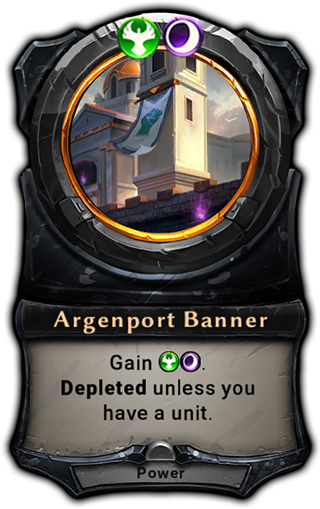 Argenport Banner
Gain .
Depleted unless you
have a unit.
Power